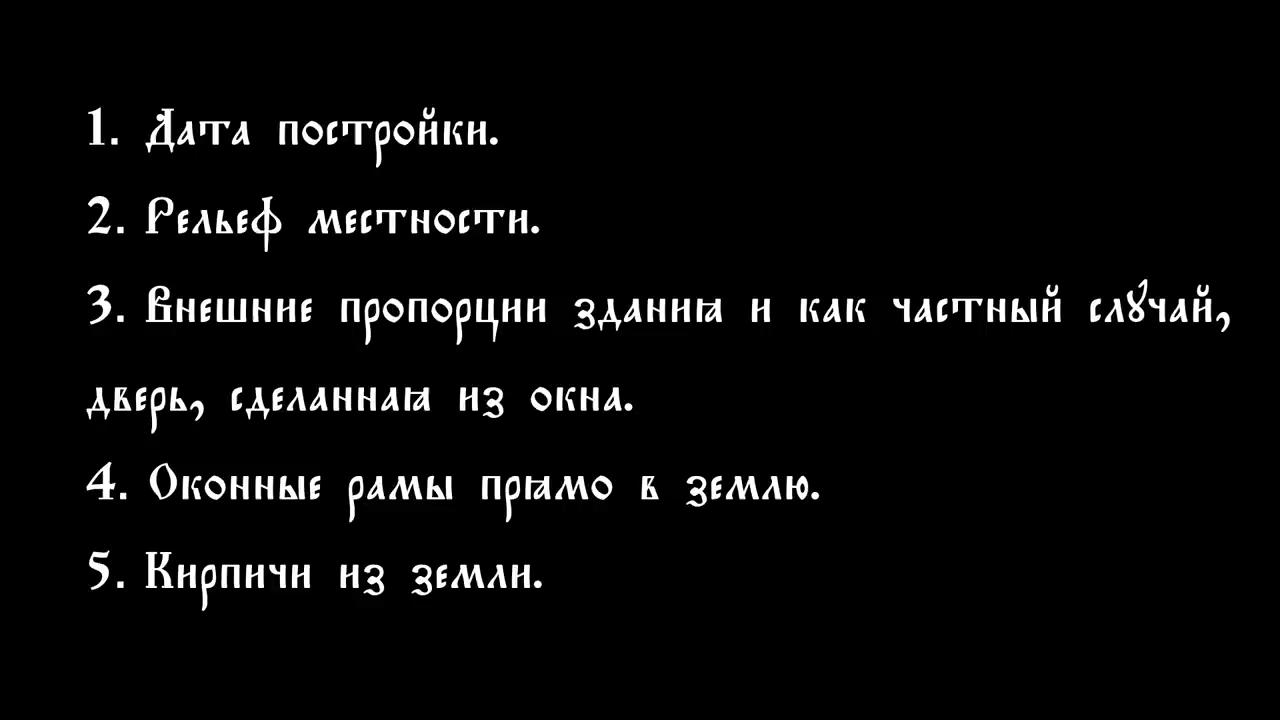 1. Дата постройки.
2. Рельеф местности.
3. Внешние пропорции здания и как частный случай,
дверь, сделанная из окна.
4. Оконные рамы прямо в землю.
5. Кирпичи из земли.